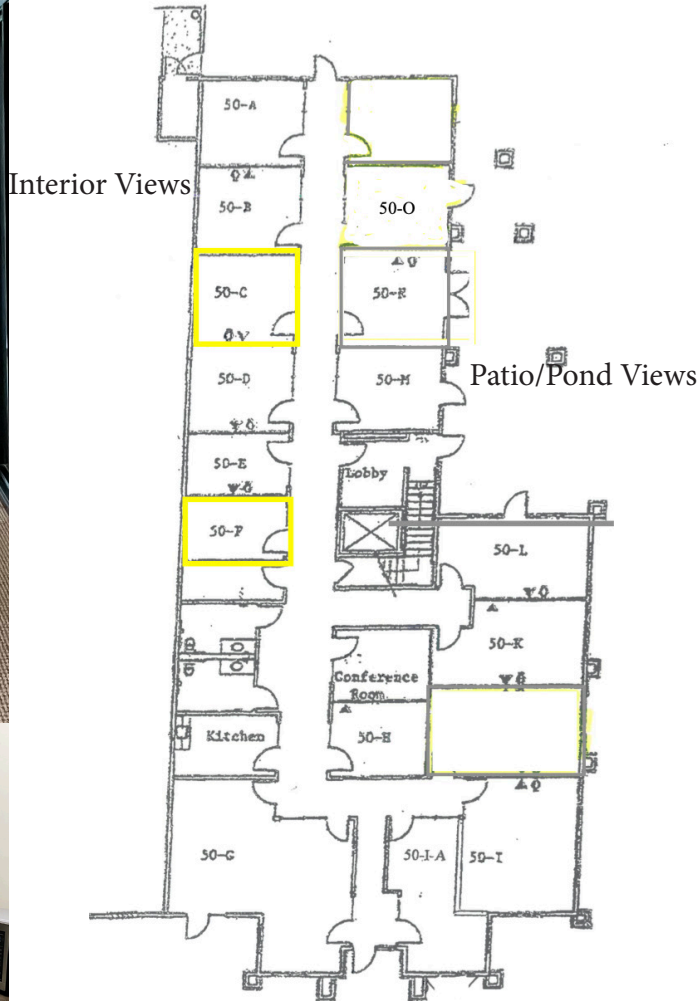 50-A
Interior Views
50-B
50-O
50-C
50-R
50-D
50-M
Patio/Pond Views
50-E
Lobby
50-F
50-L
50-K
Conference
Room
Kitchen
50-H
50-G
50-I-A
50-I